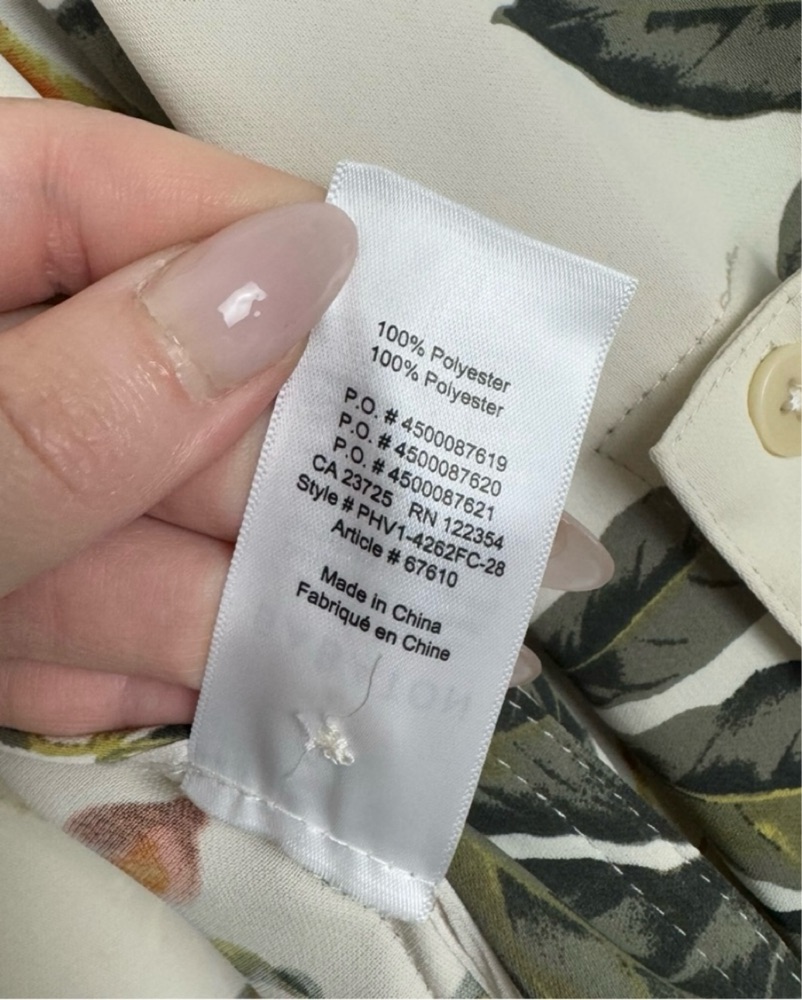 100% Polyester
100% Polyester
P.O. # 4500087619
P.O. # 4500087620
P.O. # 4500087621
CA 23725 RN 122354
Style # PHV1-4262FC-28
Article # 67610
Made in China
Fabriqué en Chine